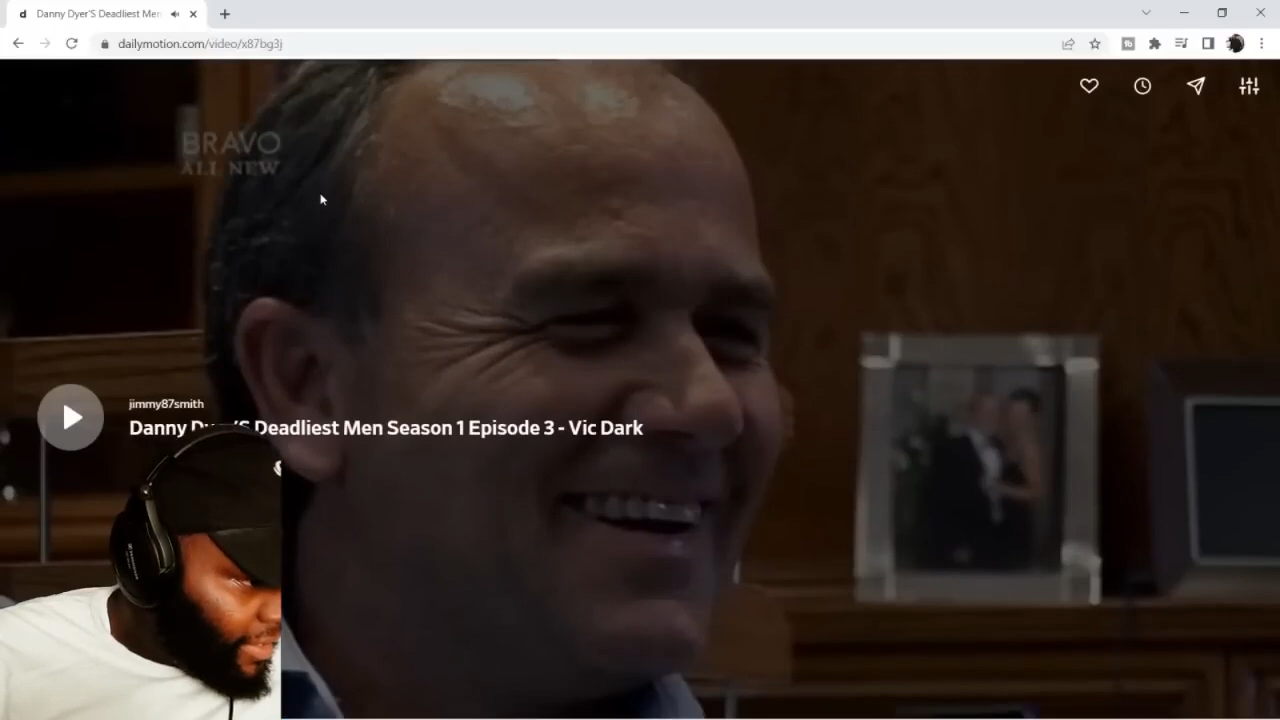 Danny Dyer'S Deadliest Men
dailymotion.com/video/x87bg3j
BRAVO
ALL NEW
jimmy87smith
Danny Dyer'S Deadliest Men Season 1 Episode 3 - Vic Dark